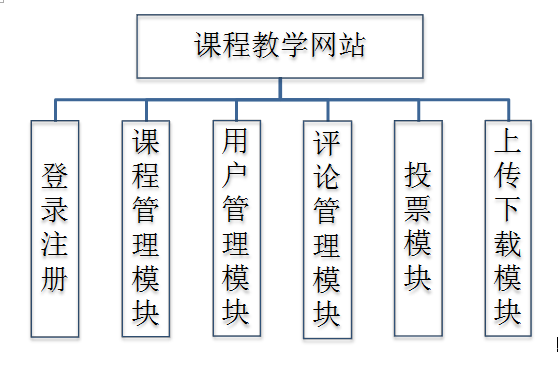 课程教学网站
登录注册
课程管理模块
用户管理模块
评论管理模块
投票模块
上传下载模块